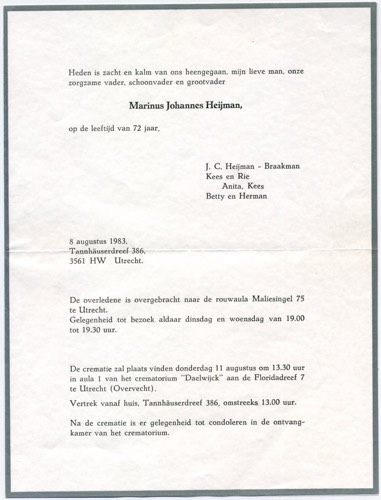 Heden is zacht en kalm van ons heengegaan, mijn lieve man, onze
zorgzame vader, schoonvader en grootvader
Marinus Johannes Heijman,
op de leeftijd van 72 jaar,
J. C. Heijman - Braakman
Kees en Rie
Anita, Kees
Betty en Herman
8 augustus 1983,
Tannhäuserdreef 386,
3561 HW Utrecht.
De overledene is overgebracht naar de rouwaula Maliesingel 75
te Utrecht.
Gelegenheid tot bezoek aldaar dinsdag en woensdag van 19.00
tot 19.30 uur.
De crematie zal plaats vinden donderdag 11 augustus om 13.30 uur
in aula 1 van het crematorium "Daelwijck" aan de Floridadreef 7
te Utrecht (Overvecht).
Vertrek vanaf huis, Tannhäuserdreef 386, omstreeks 13.00 uur.
Na de crematie is er gelegenheid tot condoleren in de ontvang-
kamer van het crematorium.